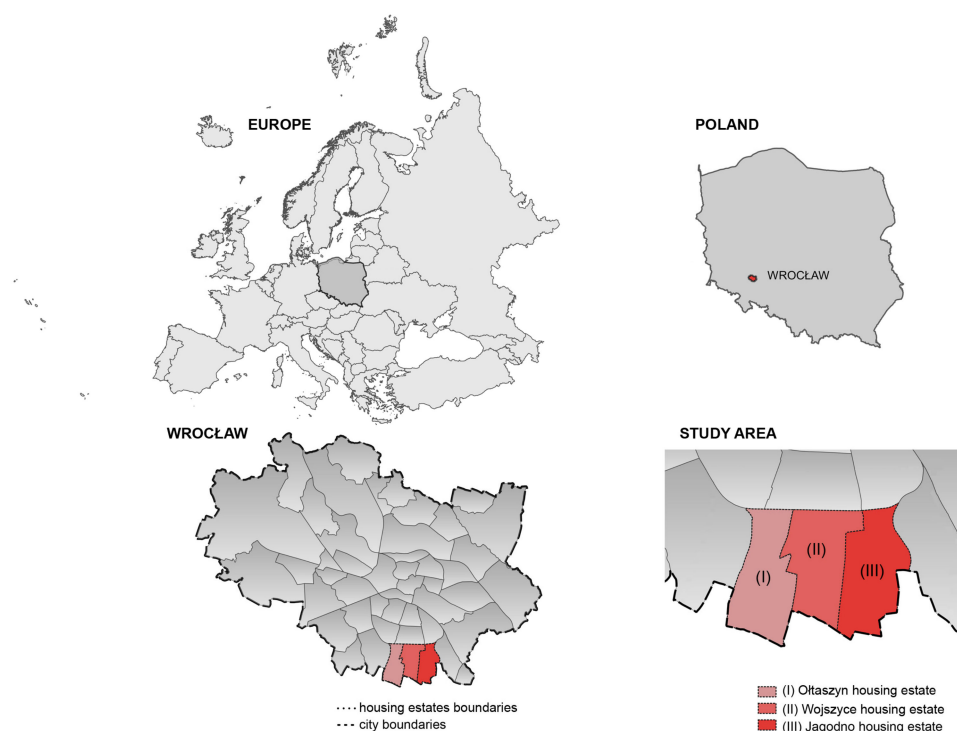 EUROPE
POLAND
WROCŁAW
WROCŁAW
housing estates boundaries
city boundaries
STUDY AREA
(I)
(II)
(III)
(I) Ołtaszyn housing estate
(II) Wojszyce housing estate
(III) Jagodno housing estate